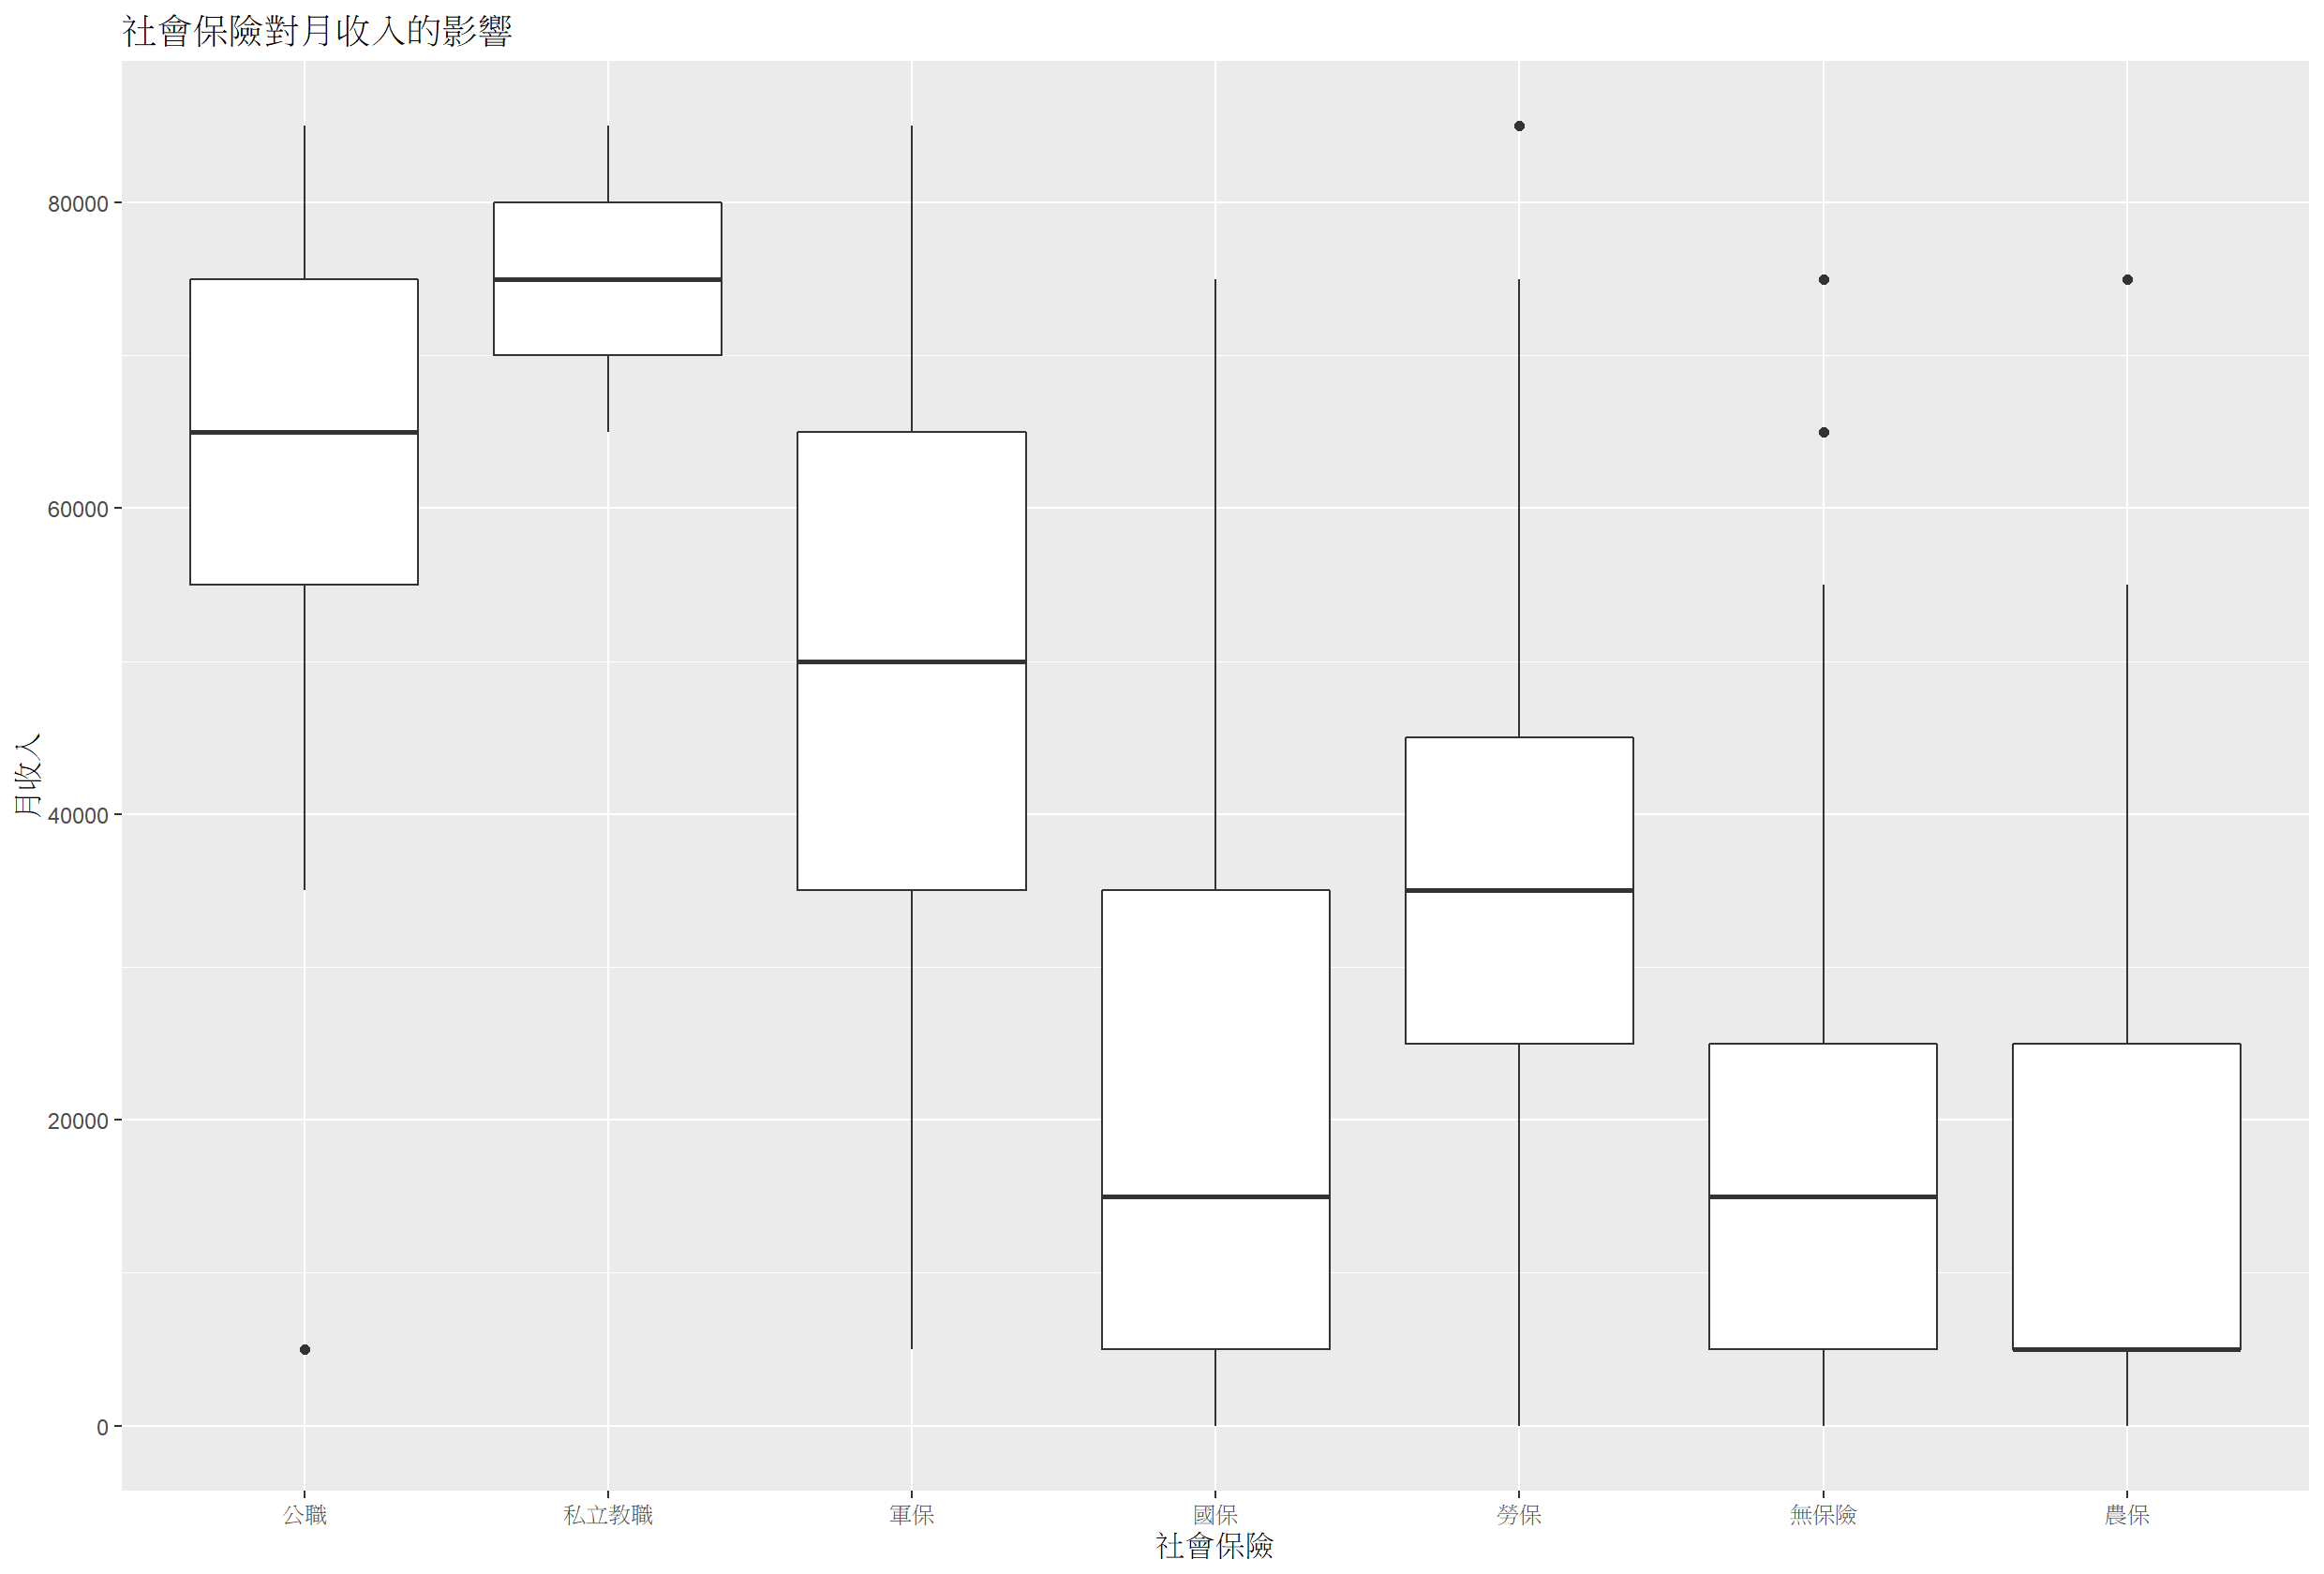 社會保險對月收入的影響
月收入
80000
60000
40000
20000
0
公職 私立教職 軍保 國保 勞保 無保險 農保
社會保險